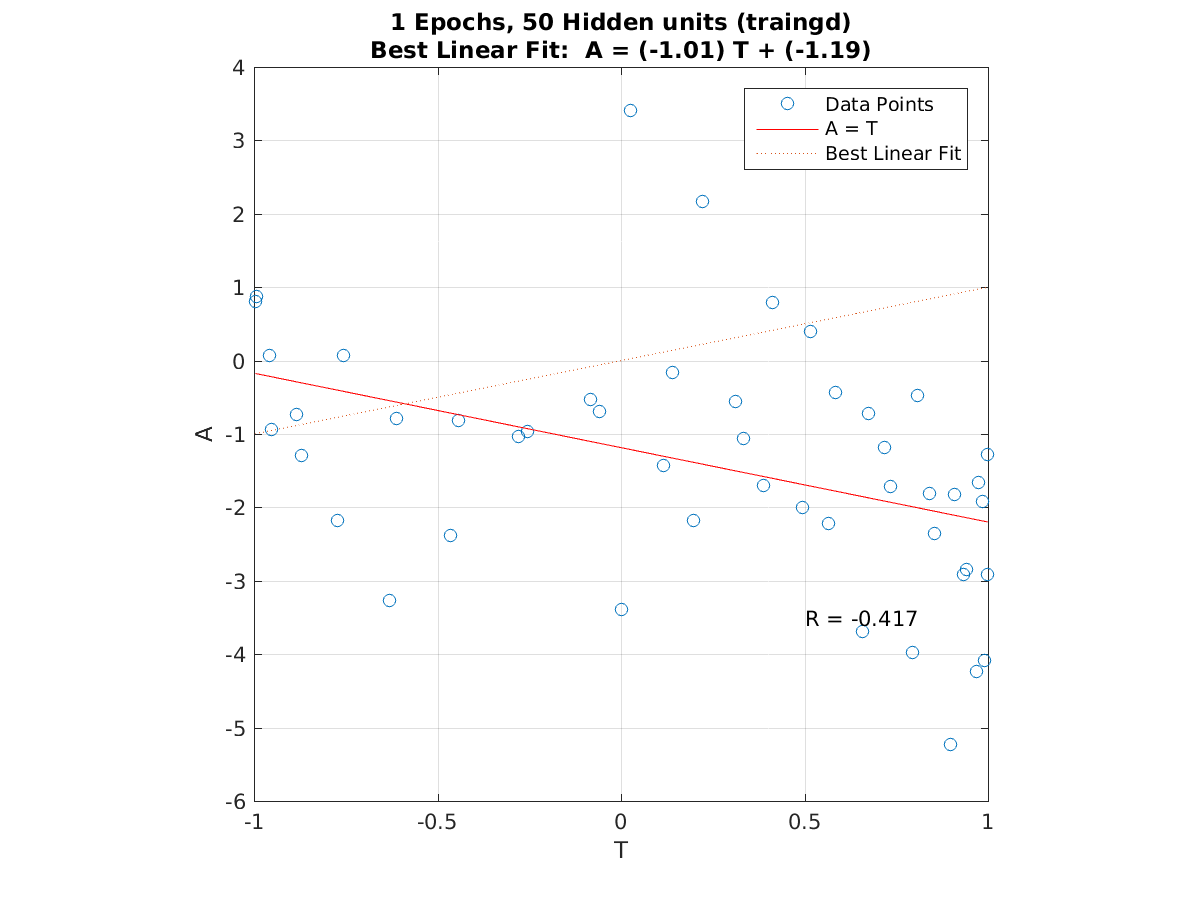 1 Epochs, 50 Hidden units (traingd)
Best Linear Fit:  A = (-1.01) T + (-1.19)
4
Data Points
A = T
Best Linear Fit
3
2
1
0
A
-1
-2
-3
R = -0.417
-4
-5
-6
-1
-0.5
0
0.5
1
T